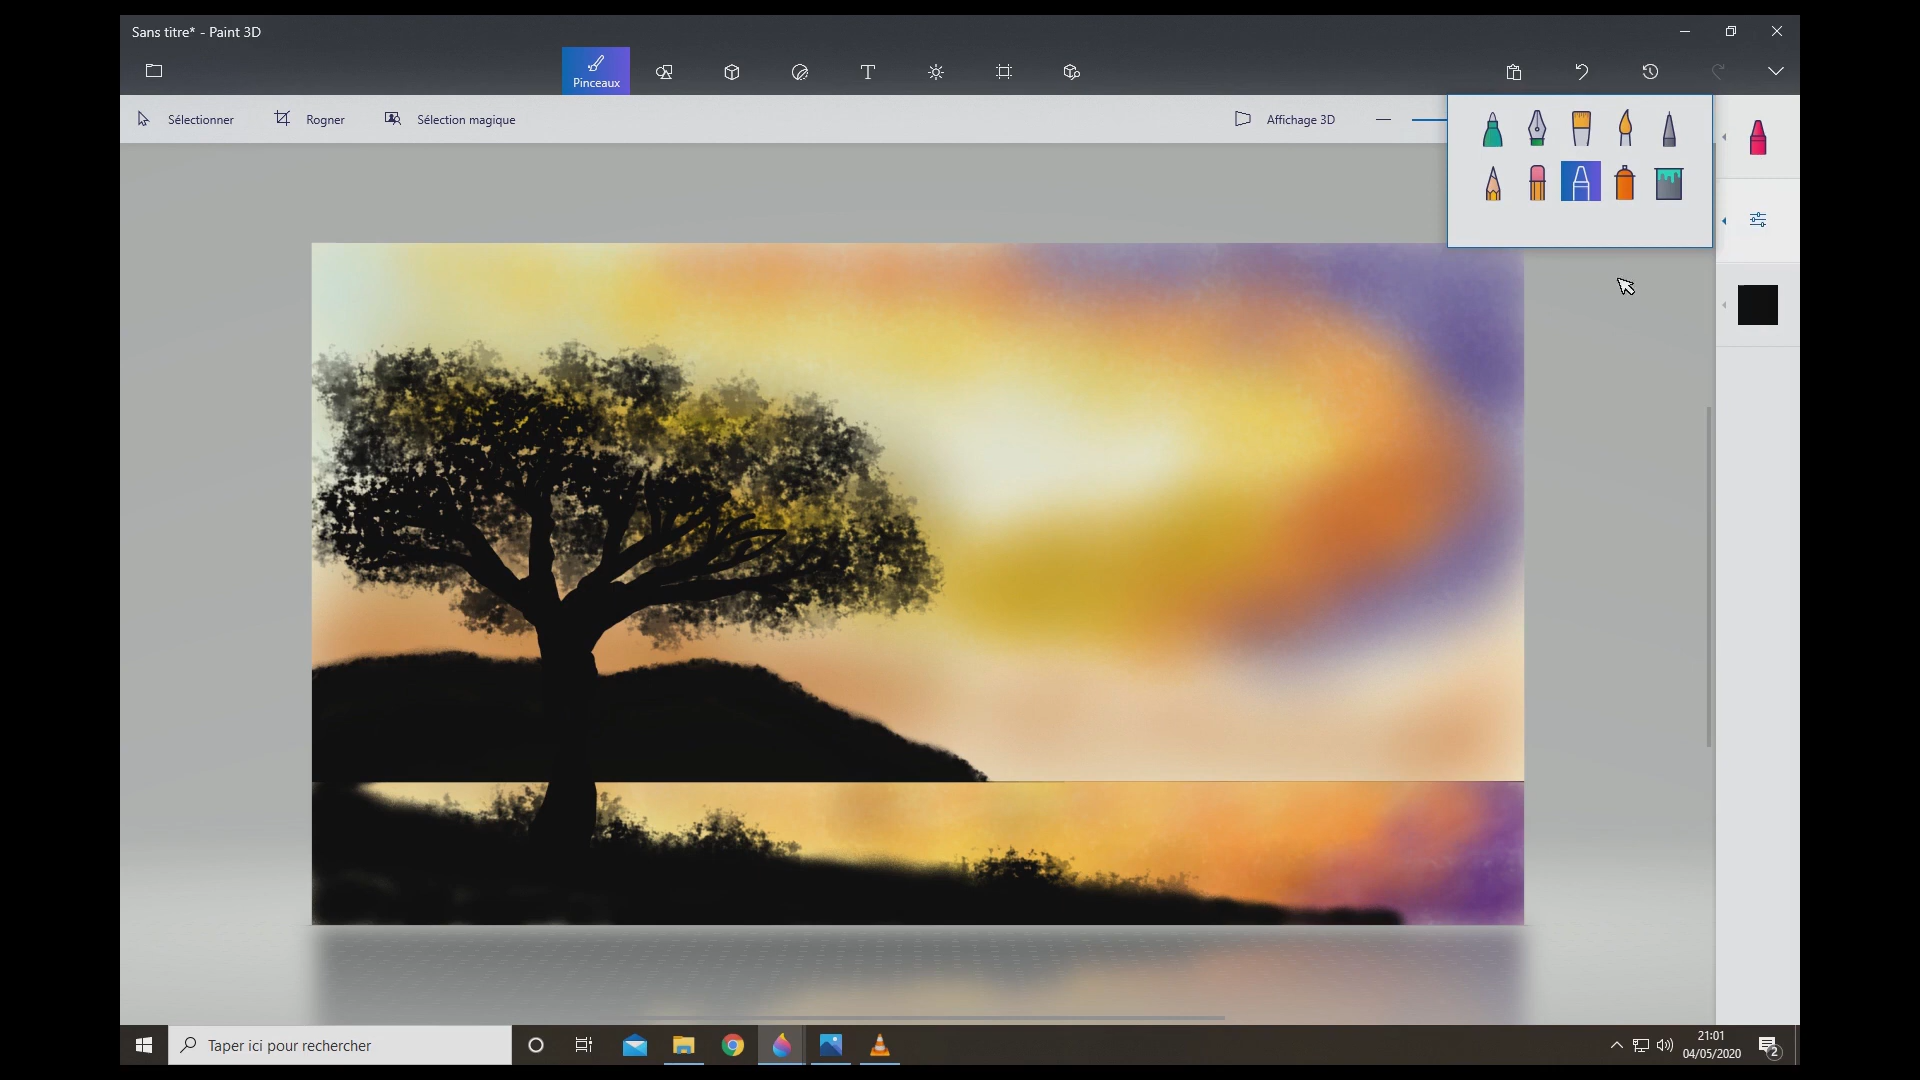 Sans titre* - Paint 3D
Pinceaux
Sélectionner
Rogner
Sélection magique
Affichage 3D
Taper ici pour rechercher
21:01
04/05/2020
2